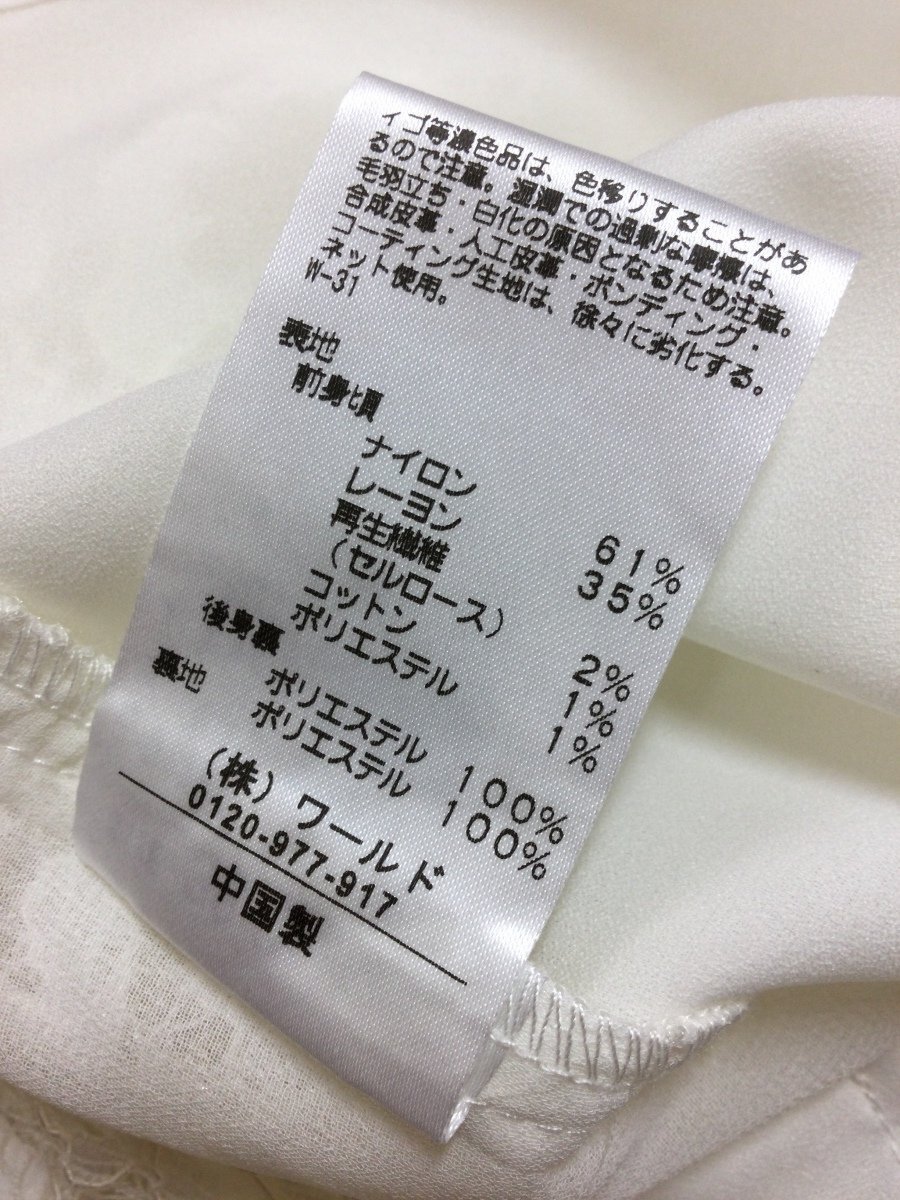 ィゴ等濃色品は、色移りすることがあ
るので注意。湿潤での過剰な摩擦は、
毛羽立ち・白化の原因となるため注意。
合成皮革・人工皮革・ボンディング・
コーティング生地は、徐々に劣化する。
ネット使用。
W-31
表地
前身頃
ナイロン 61%
レーヨン 35%
再生繊維
(セルロース) 2%
コットン 1%
ポリエステル 1%
後身裏
ポリエステル 100%
裏地 ポリエステル 100%
(株)ワールド
0120-977-917
中国製